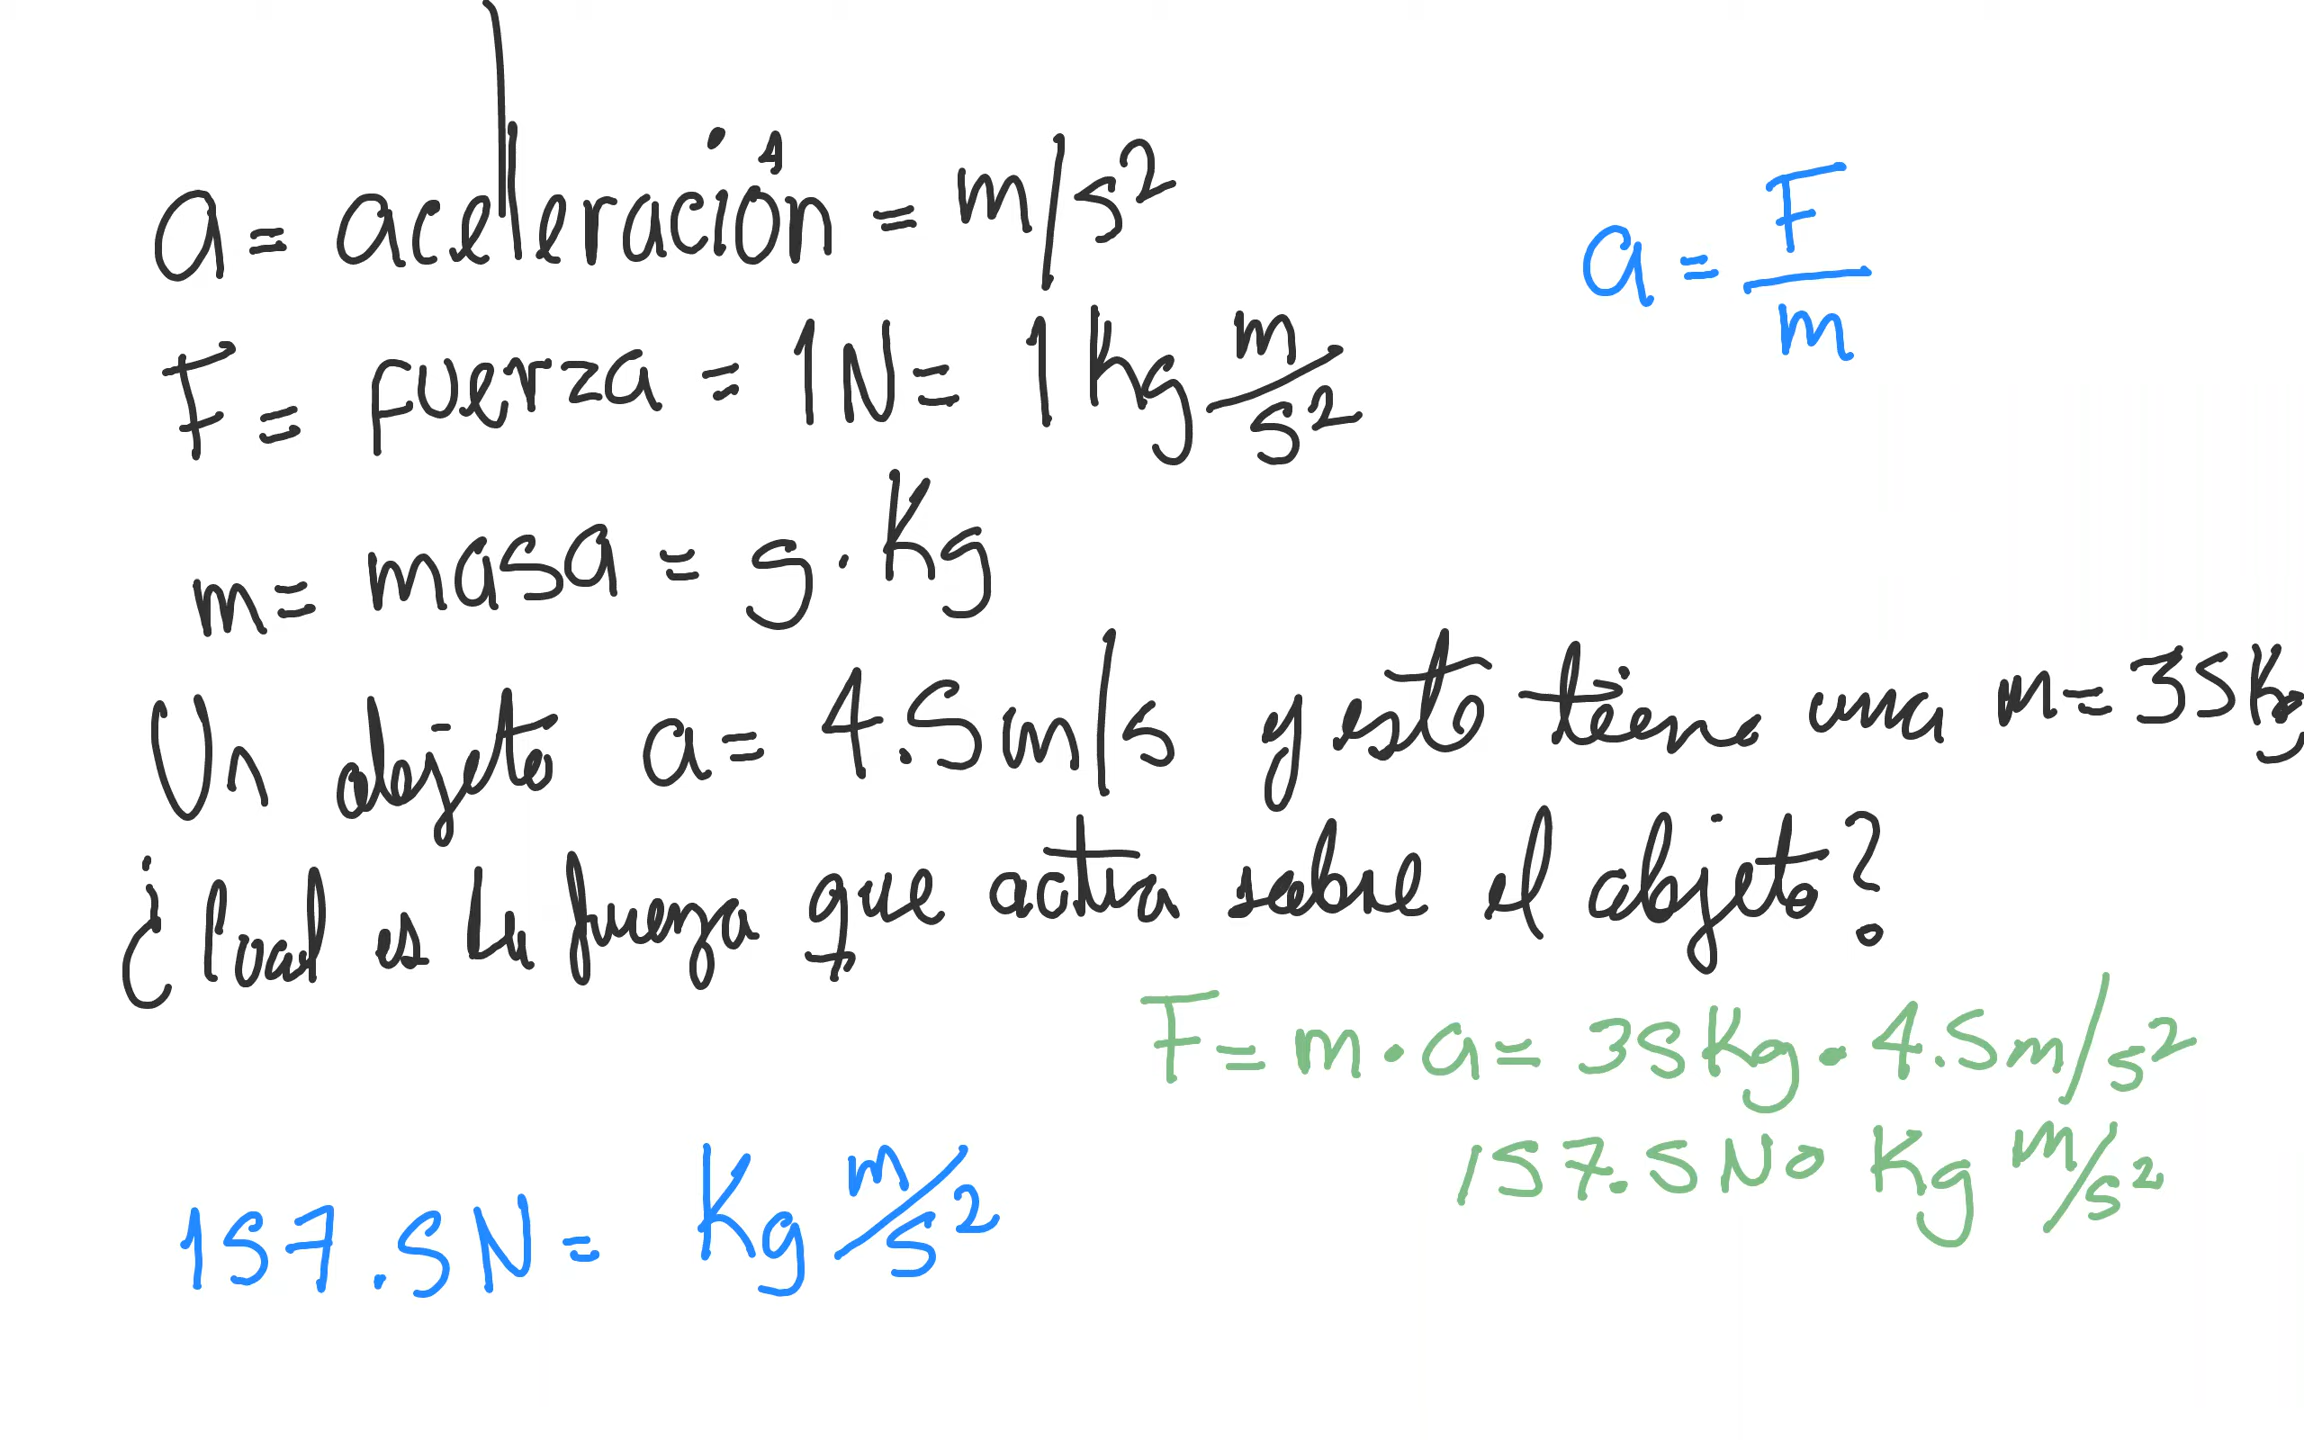 a = aceleración = m/s²
a = F/m
F = fuerza = 1N = 1 Kg m/s²
m = masa = g . Kg
Un objeto a = 4.5 m/s y esto tiene una m = 35 Kg
¿Cual es la fuerza que actua sobre el objeto?
F = m · a = 35 Kg · 4.5 m/s²
157.5 N o Kg m/s²
157.5 N = Kg m/s²